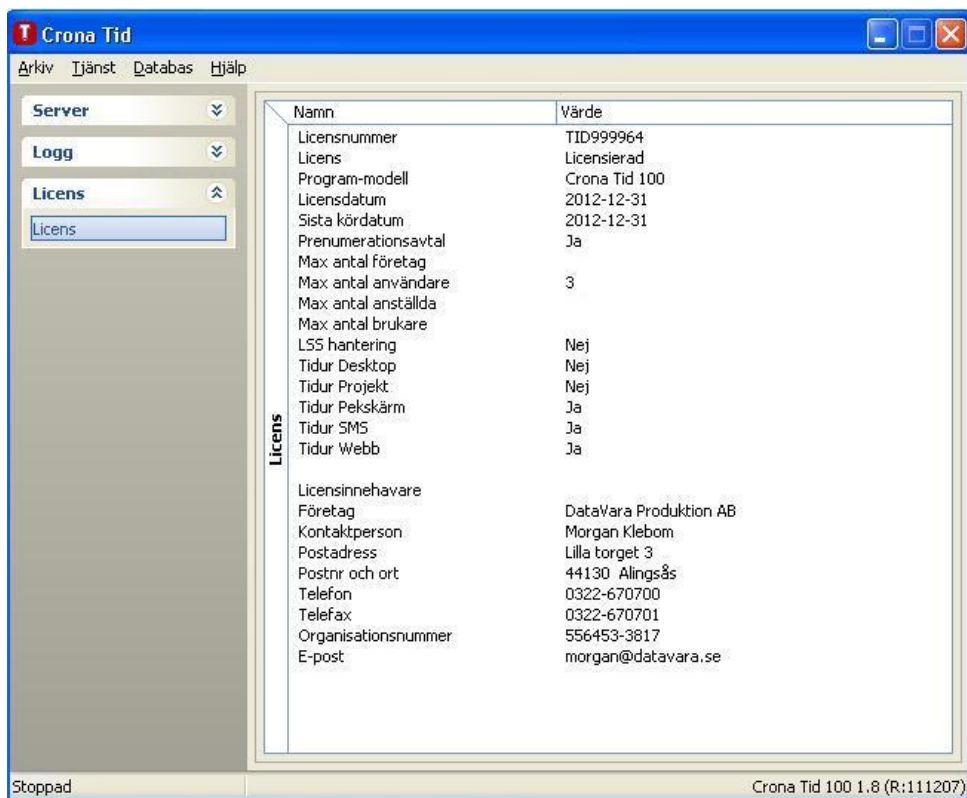 Crona Tid
Arkiv Tjänst Databas Hjälp
Server
Logg
Licens
Licens
Licens
Namn Värde
Licensnummer TID999964
Licens Licensierad
Program-modell Crona Tid 100
Licensdatum 2012-12-31
Sista kördatum 2012-12-31
Prenumerationsavtal Ja
Max antal företag
Max antal användare 3
Max antal anställda
Max antal brukare
LSS hantering Nej
Tidur Desktop Nej
Tidur Projekt Nej
Tidur Pekskärm Ja
Tidur SMS Ja
Tidur Webb Ja
Licensinnehavare
Företag DataVara Produktion AB
Kontaktperson Morgan Klebom
Postadress Lilla torget 3
Postnr och ort 44130 Alingsås
Telefon 0322-670700
Telefax 0322-670701
Organisationsnummer 556453-3817
E-post morgan@datavara.se
Stoppad Crona Tid 100 1.8 (R:111207)